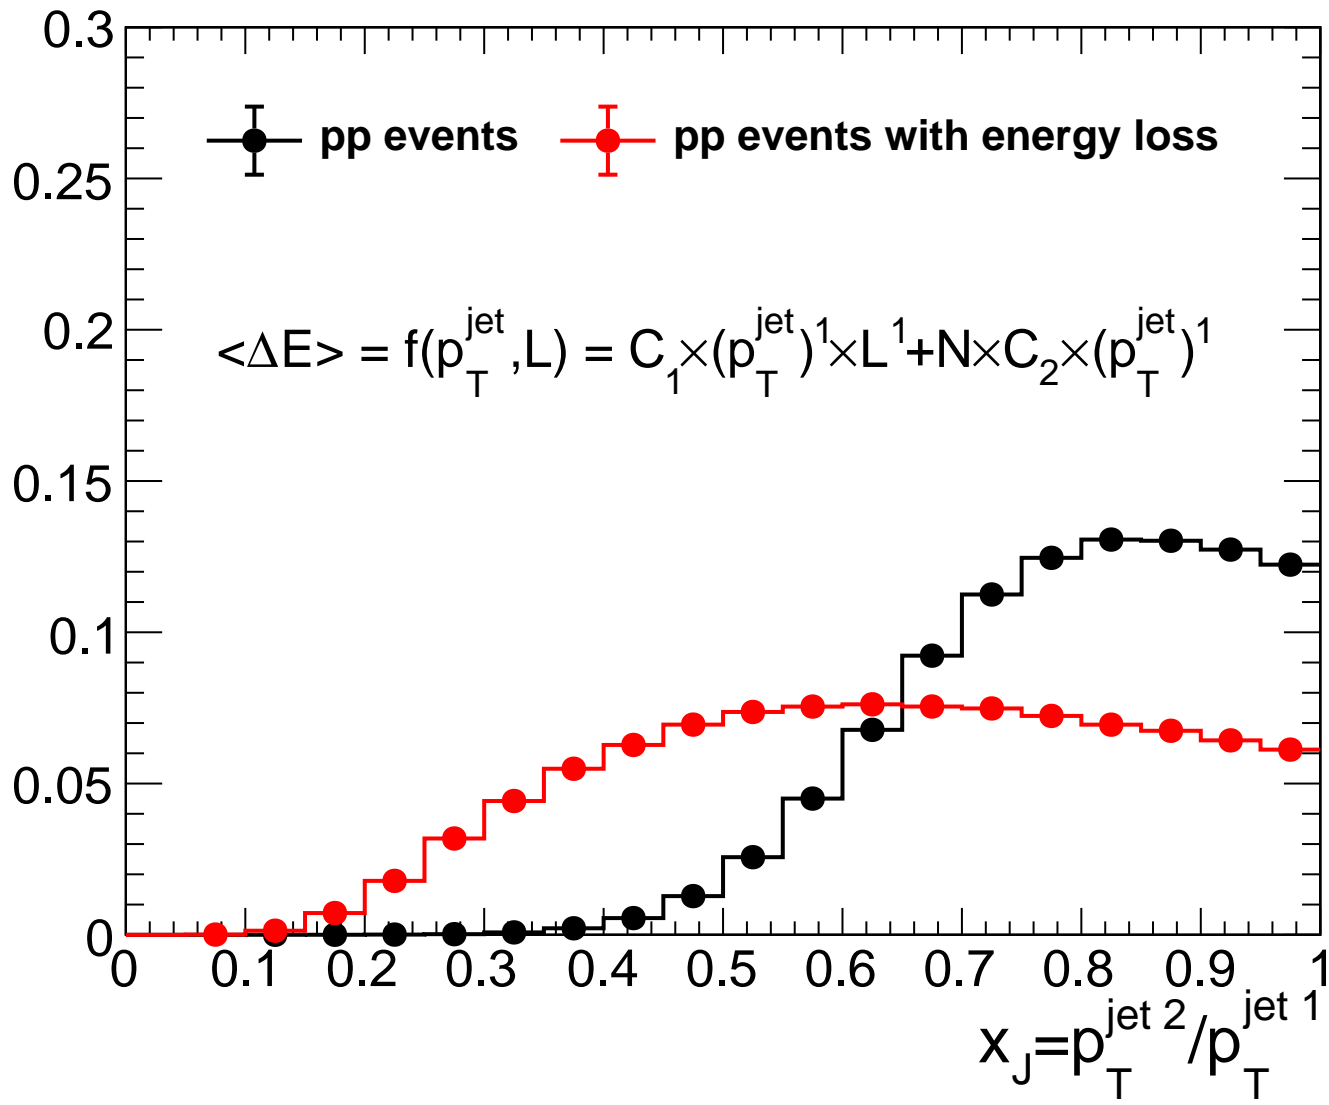 0.3
pp events pp events with energy loss
0.25
<ΔE> = f(p_T^jet,L) = C_1×(p_T^jet)^1×L^1+N×C_2×(p_T^jet)^1
0.2
0.15
0.1
0.05
0
0 0.1 0.2 0.3 0.4 0.5 0.6 0.7 0.8 0.9 1
x_J=p_T^jet 2/p_T^jet 1